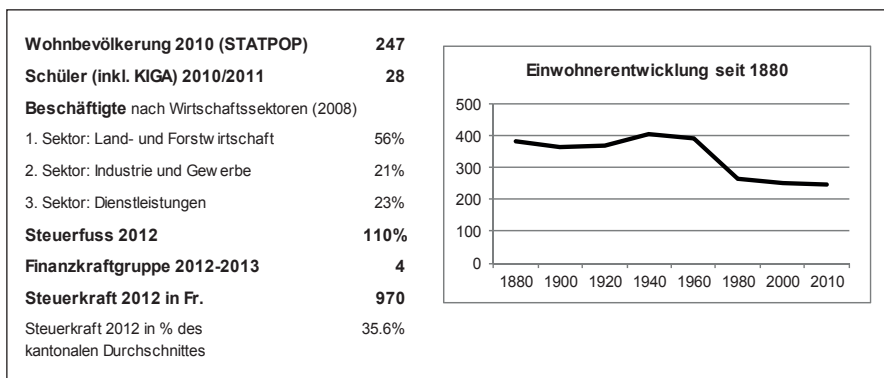 Wohnbevölkerung 2010 (STATPOP) 247
Schüler (inkl. KIGA) 2010/2011 28
Beschäftigte nach Wirtschaftssektoren (2008)
1. Sektor: Land- und Forstwirtschaft 56%
2. Sektor: Industrie und Gewerbe 21%
3. Sektor: Dienstleistungen 23%
Steuerfuss 2012 110%
Finanzkraftgruppe 2012-2013 4
Steuerkraft 2012 in Fr. 970
Steuerkraft 2012 in % des 35.6%
kantonalen Durchschnittes
Einwohnerentwicklung seit 1880
500
400
300
200
100
0
1880 1900 1920 1940 1960 1980 2000 2010